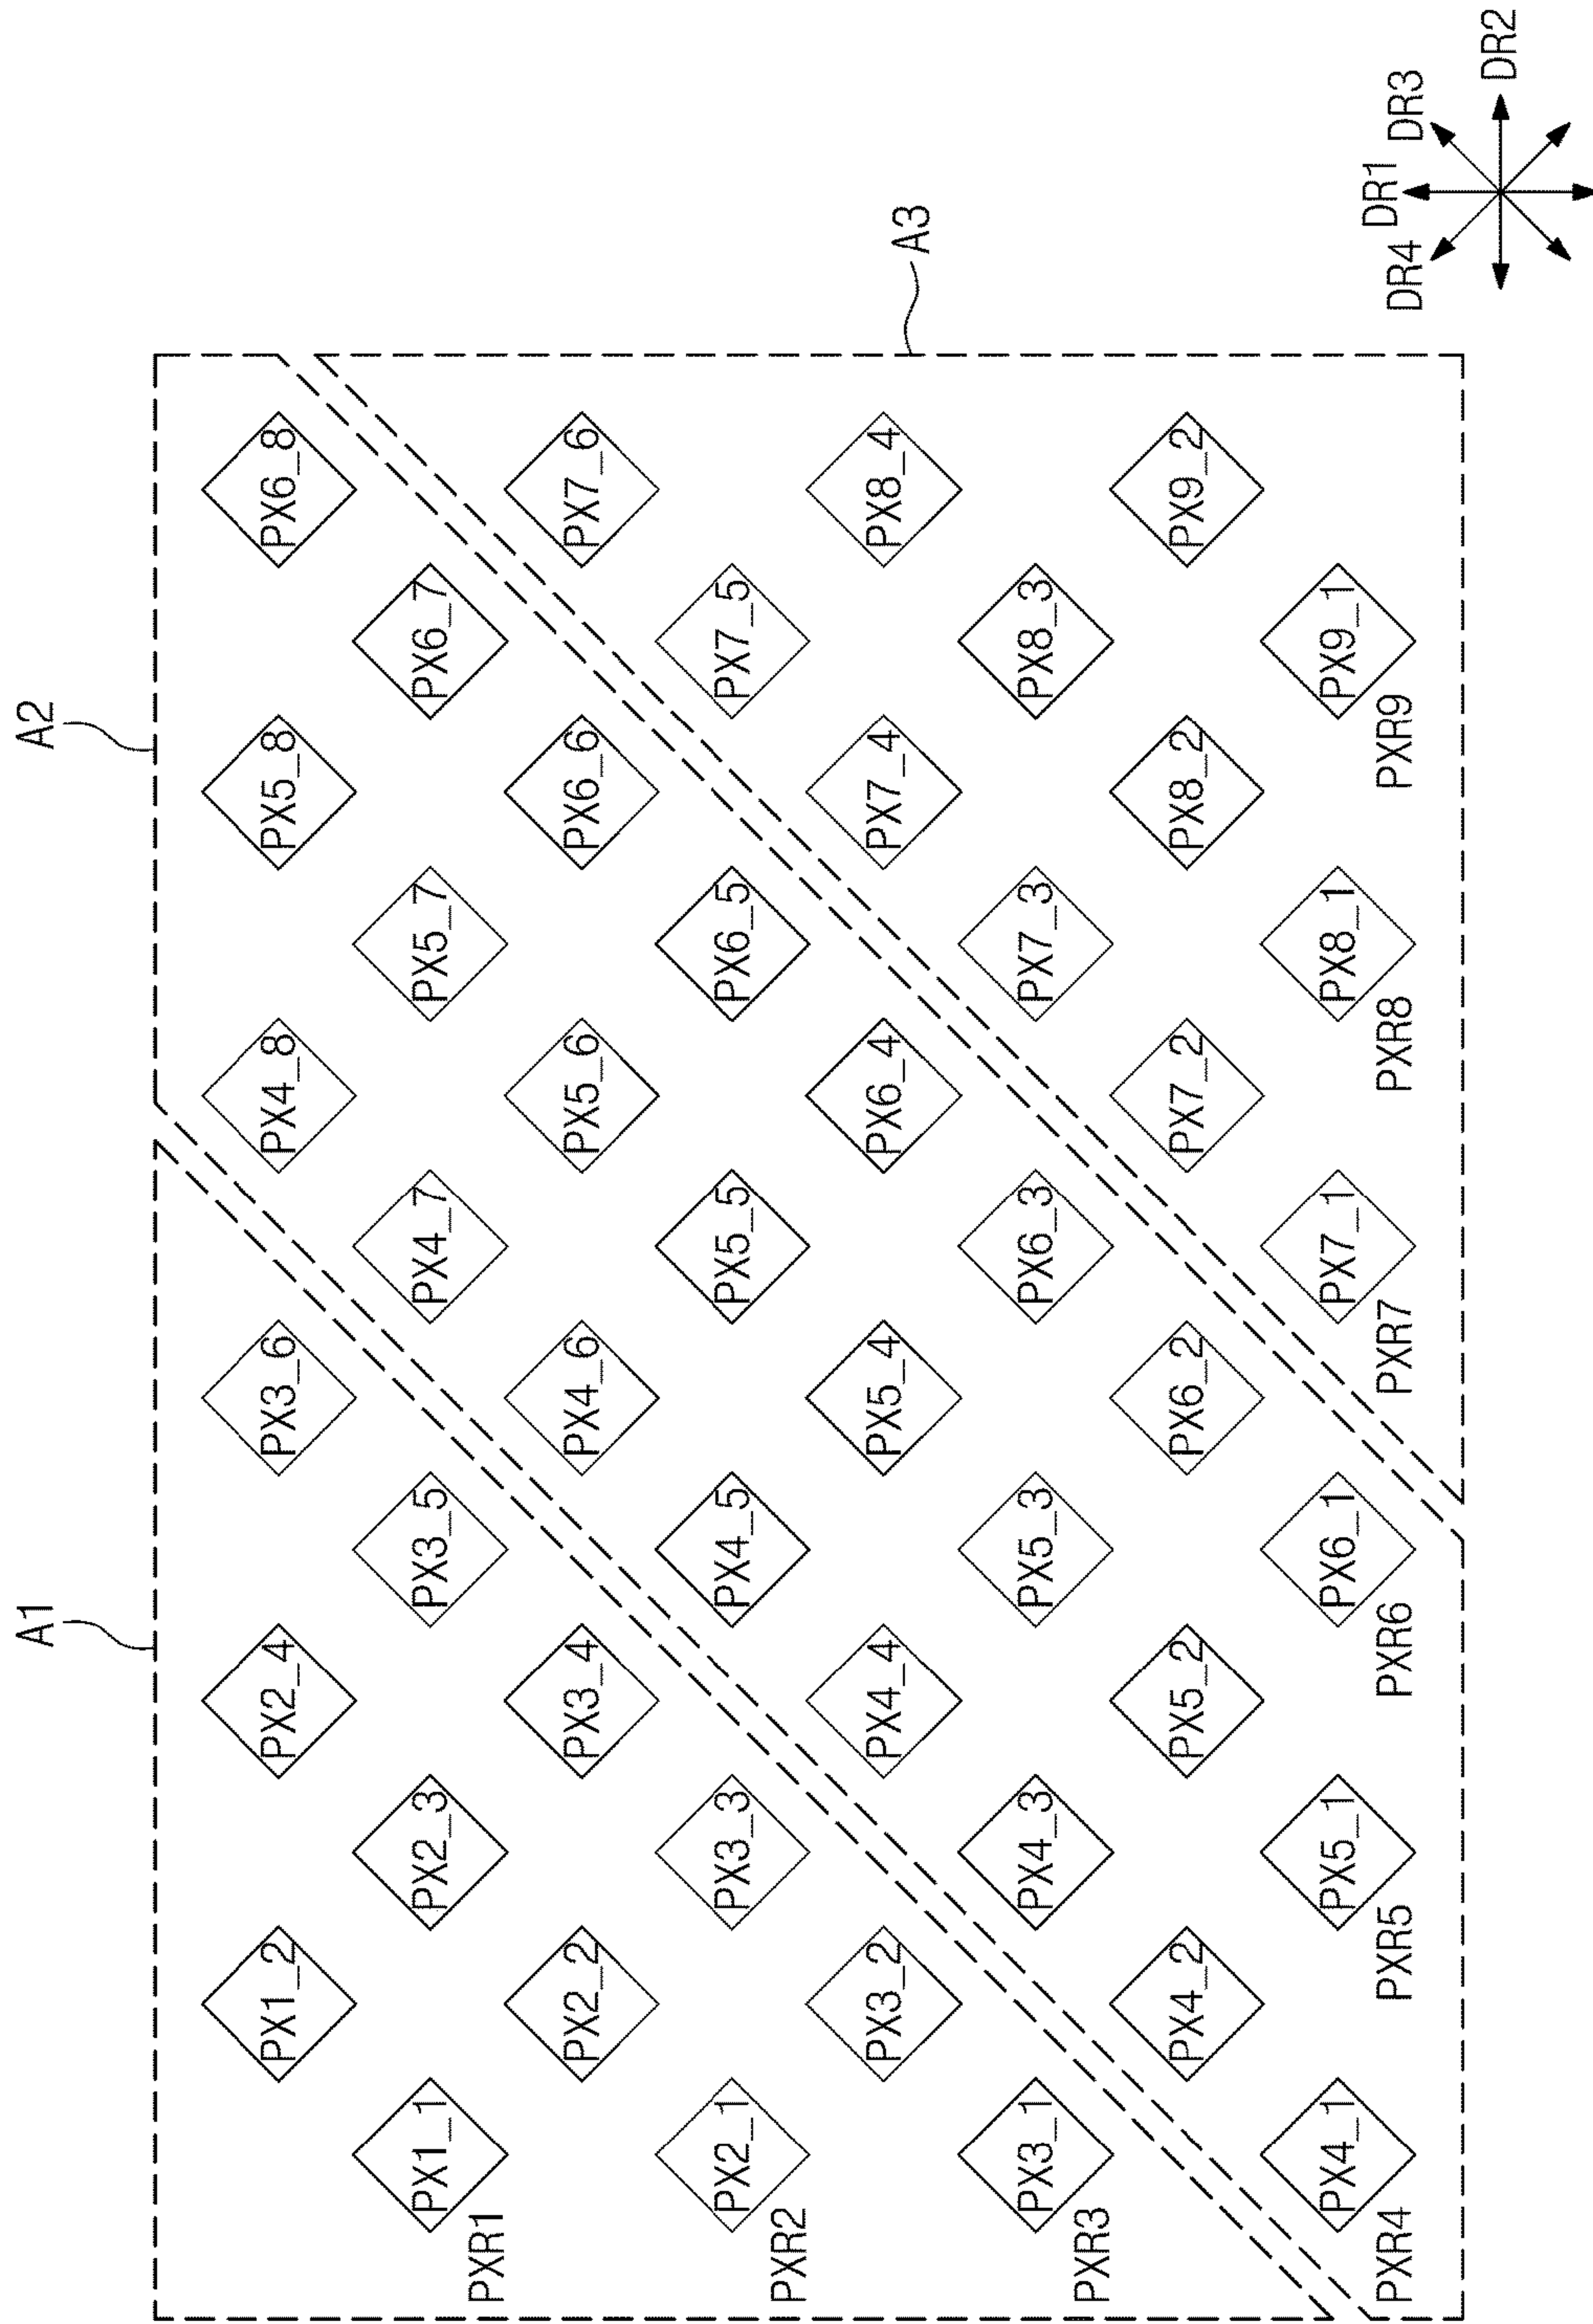 A1
A2
PX1_2 PX2_4 PX3_6 PX4_8 PX5_8 PX6_8
PX1_1 PX2_3 PX3_5 PX4_7 PX5_7 PX6_7
PXR1
PX2_2 PX3_4 PX4_6 PX5_6 PX6_6 PX7_6
PX2_1 PX3_3 PX4_5 PX5_5 PX6_5 PX7_5
PXR2
PX3_2 PX4_4 PX5_4 PX6_4 PX7_4 PX8_4
A3
PX3_1 PX4_3 PX5_3 PX6_3 PX7_3 PX8_3
PXR3
PX4_2 PX5_2 PX6_2 PX7_2 PX8_2 PX9_2
PX4_1 PX5_1 PX6_1 PX7_1 PX8_1 PX9_1
PXR4 PXR5 PXR6 PXR7 PXR8 PXR9
DR1
DR4
DR3
DR2